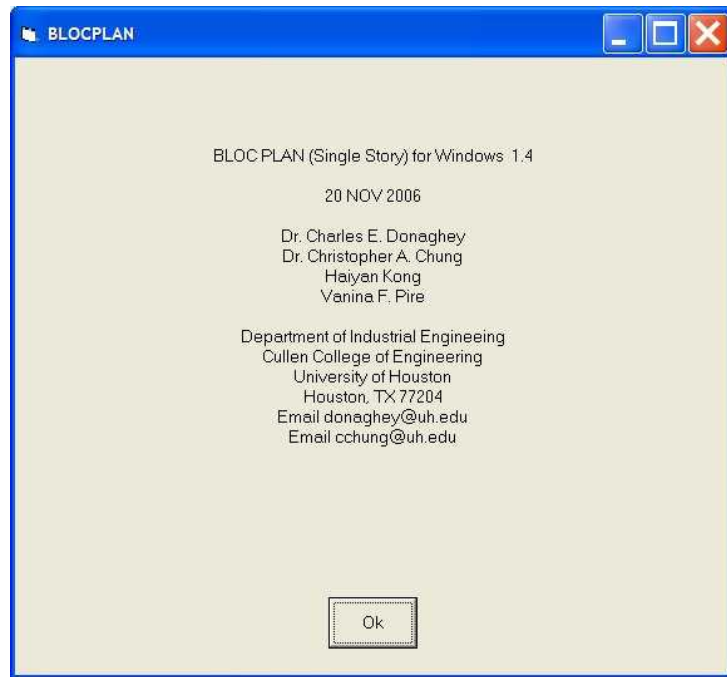 BLOCPLAN
BLOC PLAN (Single Story) for Windows 1.4
20 NOV 2006
Dr. Charles E. Donaghey
Dr. Christopher A. Chung
Haiyan Kong
Vanina F. Pire
Department of Industrial Engineeing
Cullen College of Engineering
University of Houston
Houston, TX 77204
Email donaghey@uh.edu
Email cchung@uh.edu
Ok